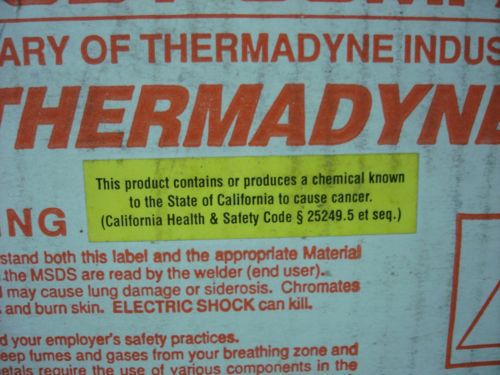 ARY OF THERMADYNE INDUS
THERMADYNE
This product contains or produces a chemical known
to the State of California to cause cancer.
(California Health & Safety Code § 25249.5 et seq.)
NG
stand both this label and the appropriate Material
the MSDS are read by the welder (end user).
may cause lung damage or siderosis. Chromates
and burn skin. ELECTRIC SHOCK can kill.
d your employer's safety practices.
eep fumes and gases from your breathing zone and
etals require the use of various components in the